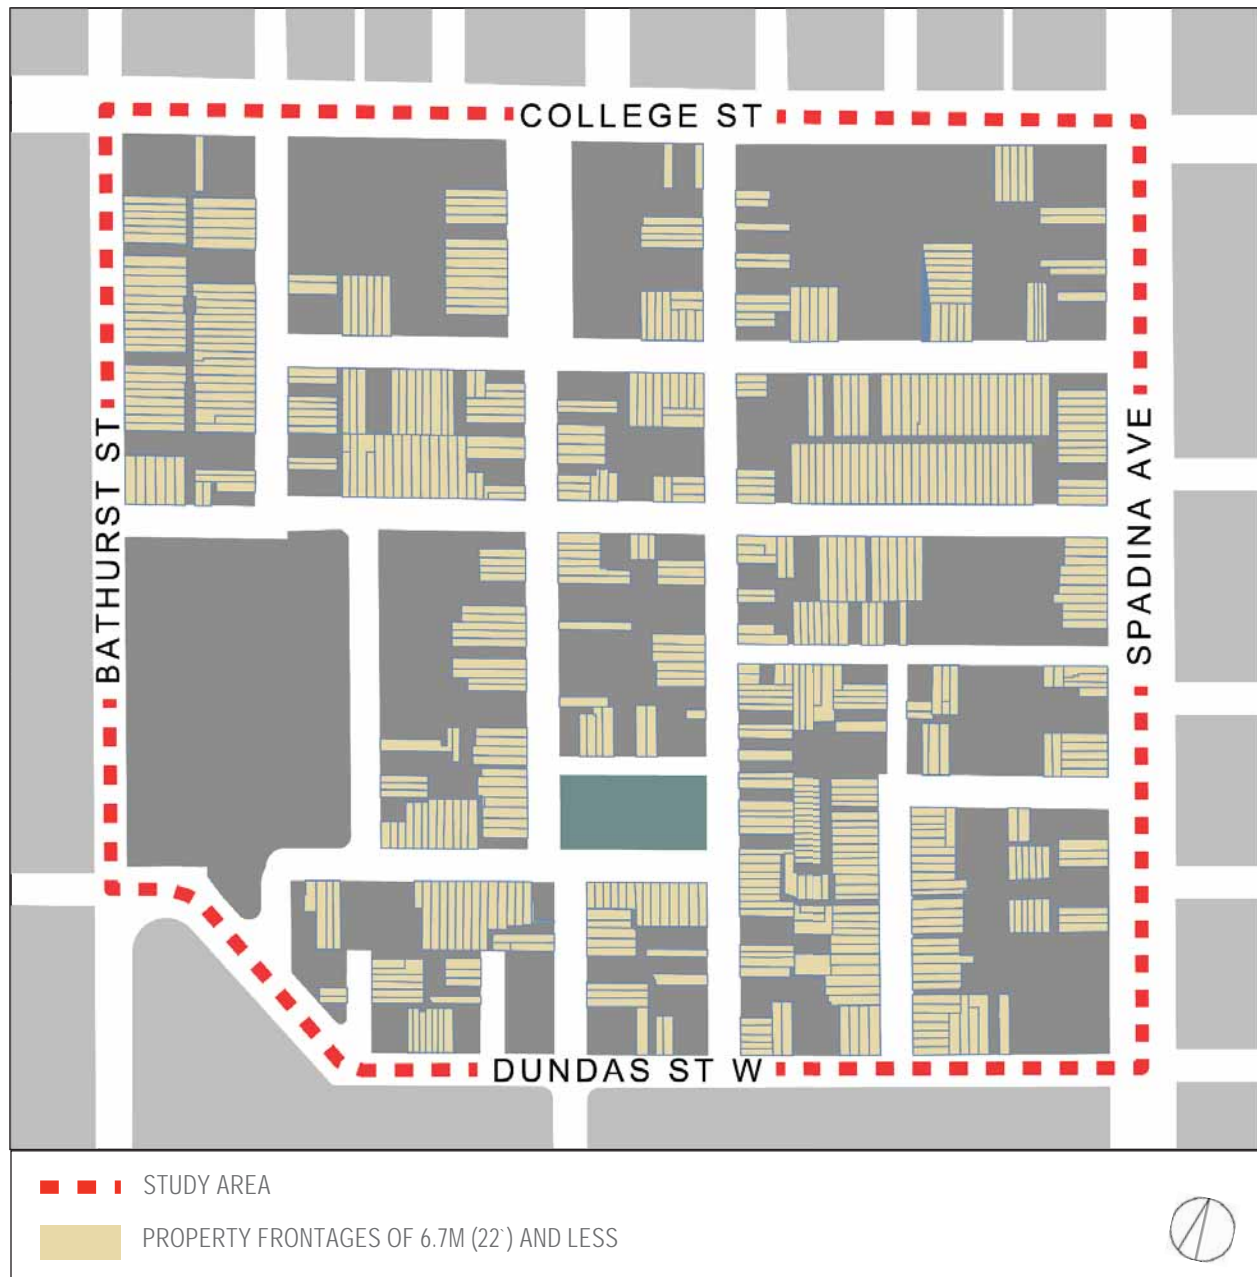 COLLEGE ST
BATHURST ST
SPADINA AVE
DUNDAS ST W
STUDY AREA
PROPERTY FRONTAGES OF 6.7M (22`) AND LESS